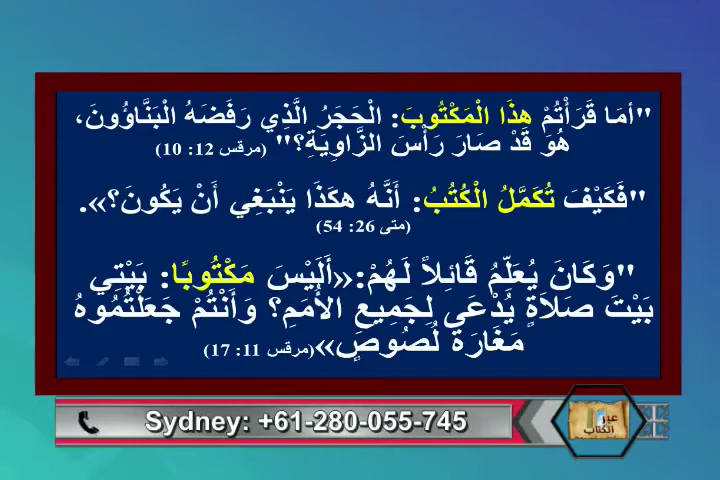 "أمَا قَرَأْتُمْ هذَا الْمَكْتُوبَ: الْحَجَرُ الَّذِي رَفَضَهُ الْبَنَّاؤُونَ،
هُوَ قَدْ صَارَ رَأْسَ الزَّاوِيَةِ؟" (مرقس 12: 10)
"فَكَيْفَ تُكَمَّلُ الْكُتُبُ: أَنَّهُ هكَذَا يَنْبَغِي أَنْ يَكُونَ؟».
(متى 26: 54)
"وَكَانَ يُعَلِّمُ قَائِلاً لَهُمْ:«أَلَيْسَ مَكْتُوبًا: بَيْتِي
بَيْتَ صَلاَةٍ يُدْعَى لِجَمِيعِ الأُمَمِ؟ وَأَنْتُمْ جَعَلْتُمُوهُ
مَغَارَةَ لُصُوصٍ»(مرقس 11: 17)
Sydney: +61-280-055-745
عبر
الكتاب